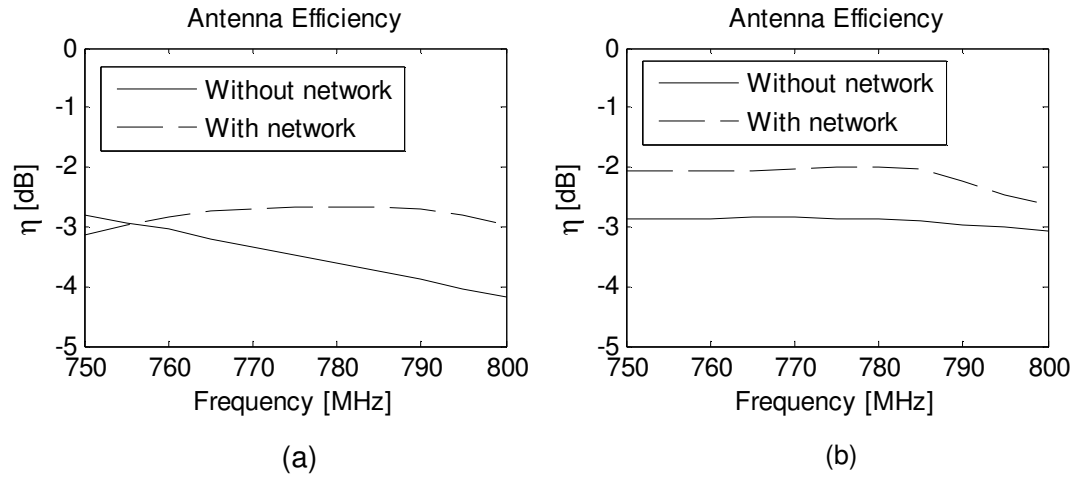 Antenna Efficiency
0
-1
-2
-3
-4
-5
η [dB]
Without network
With network
750 760 770 780 790 800
Frequency [MHz]
(a)
Antenna Efficiency
0
-1
-2
-3
-4
-5
η [dB]
Without network
With network
750 760 770 780 790 800
Frequency [MHz]
(b)